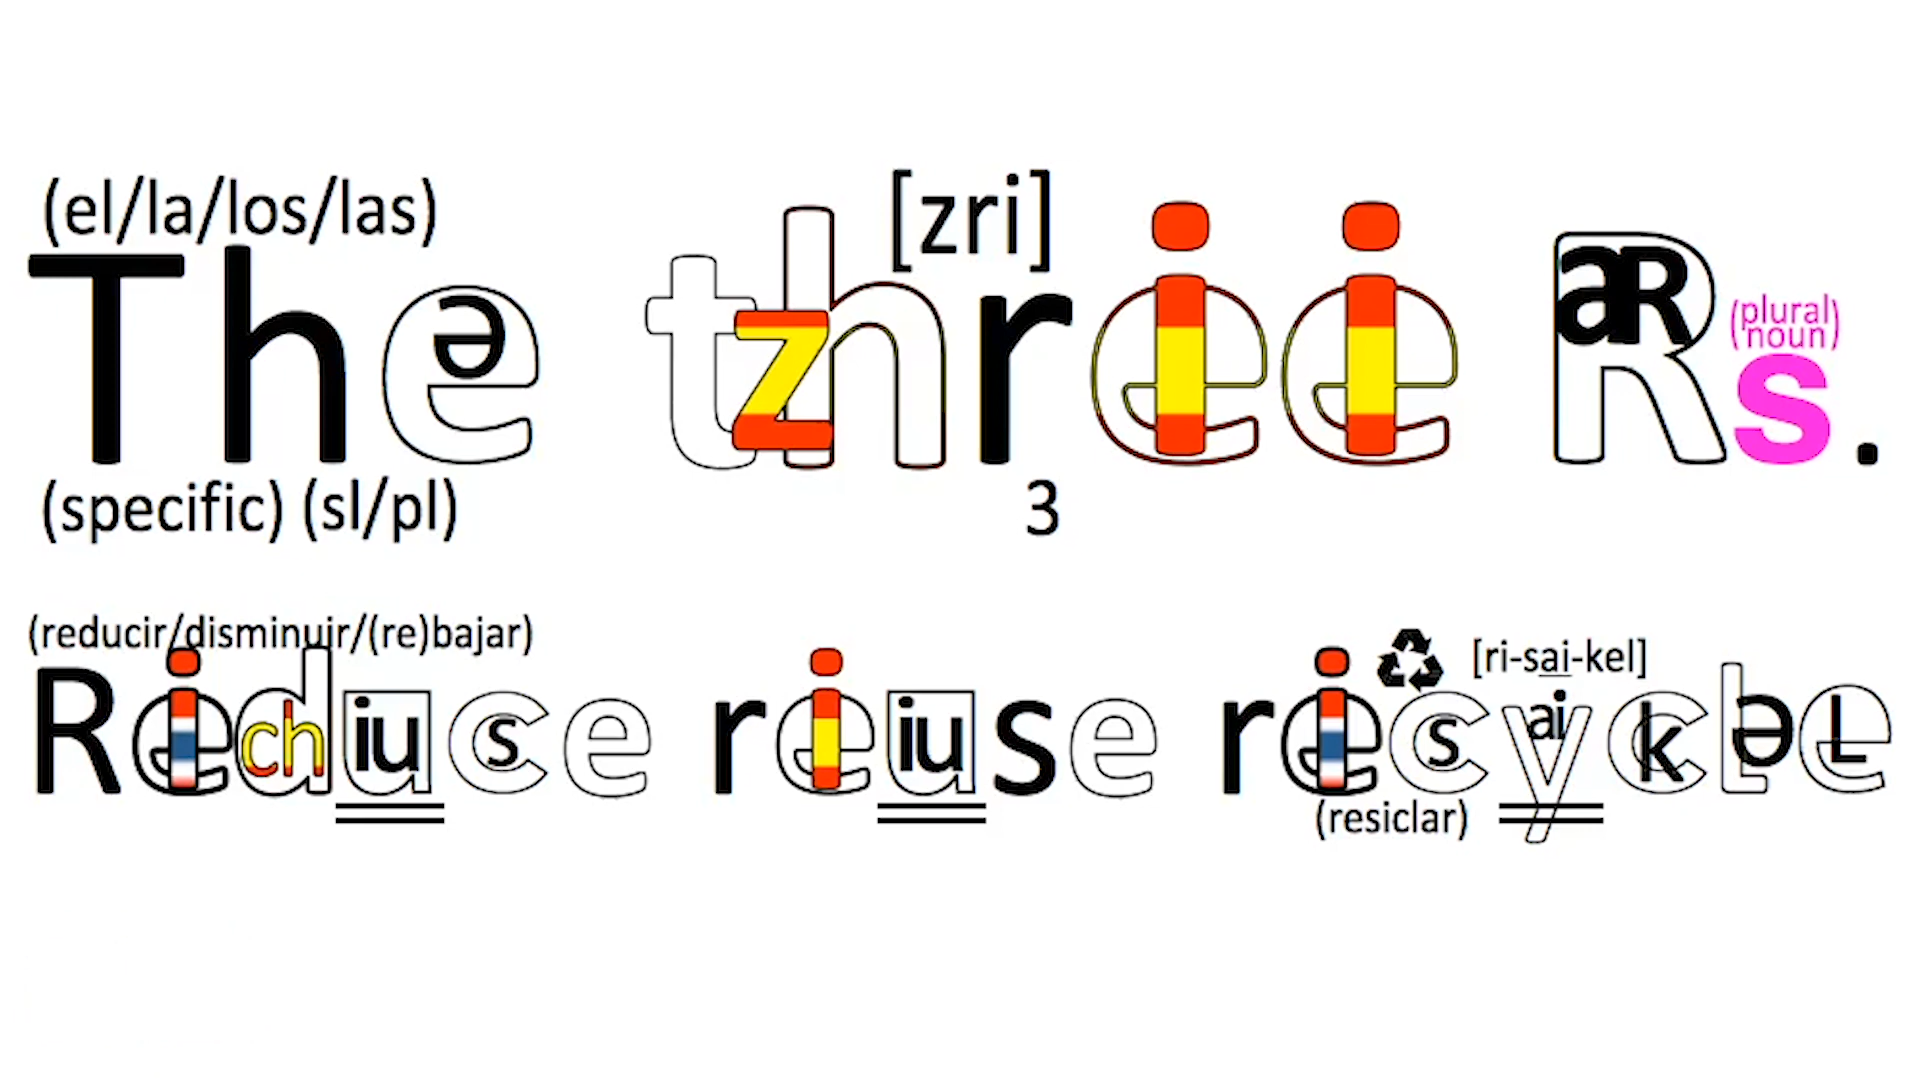 (el/la/los/las) [zri]
The three Rs.
(plural noun)
(specific) (sl/pl) 3
(reducir/disminuir/(re)bajar) [ri-sai-kel]
Reduce reuse recycle
(resiclar)